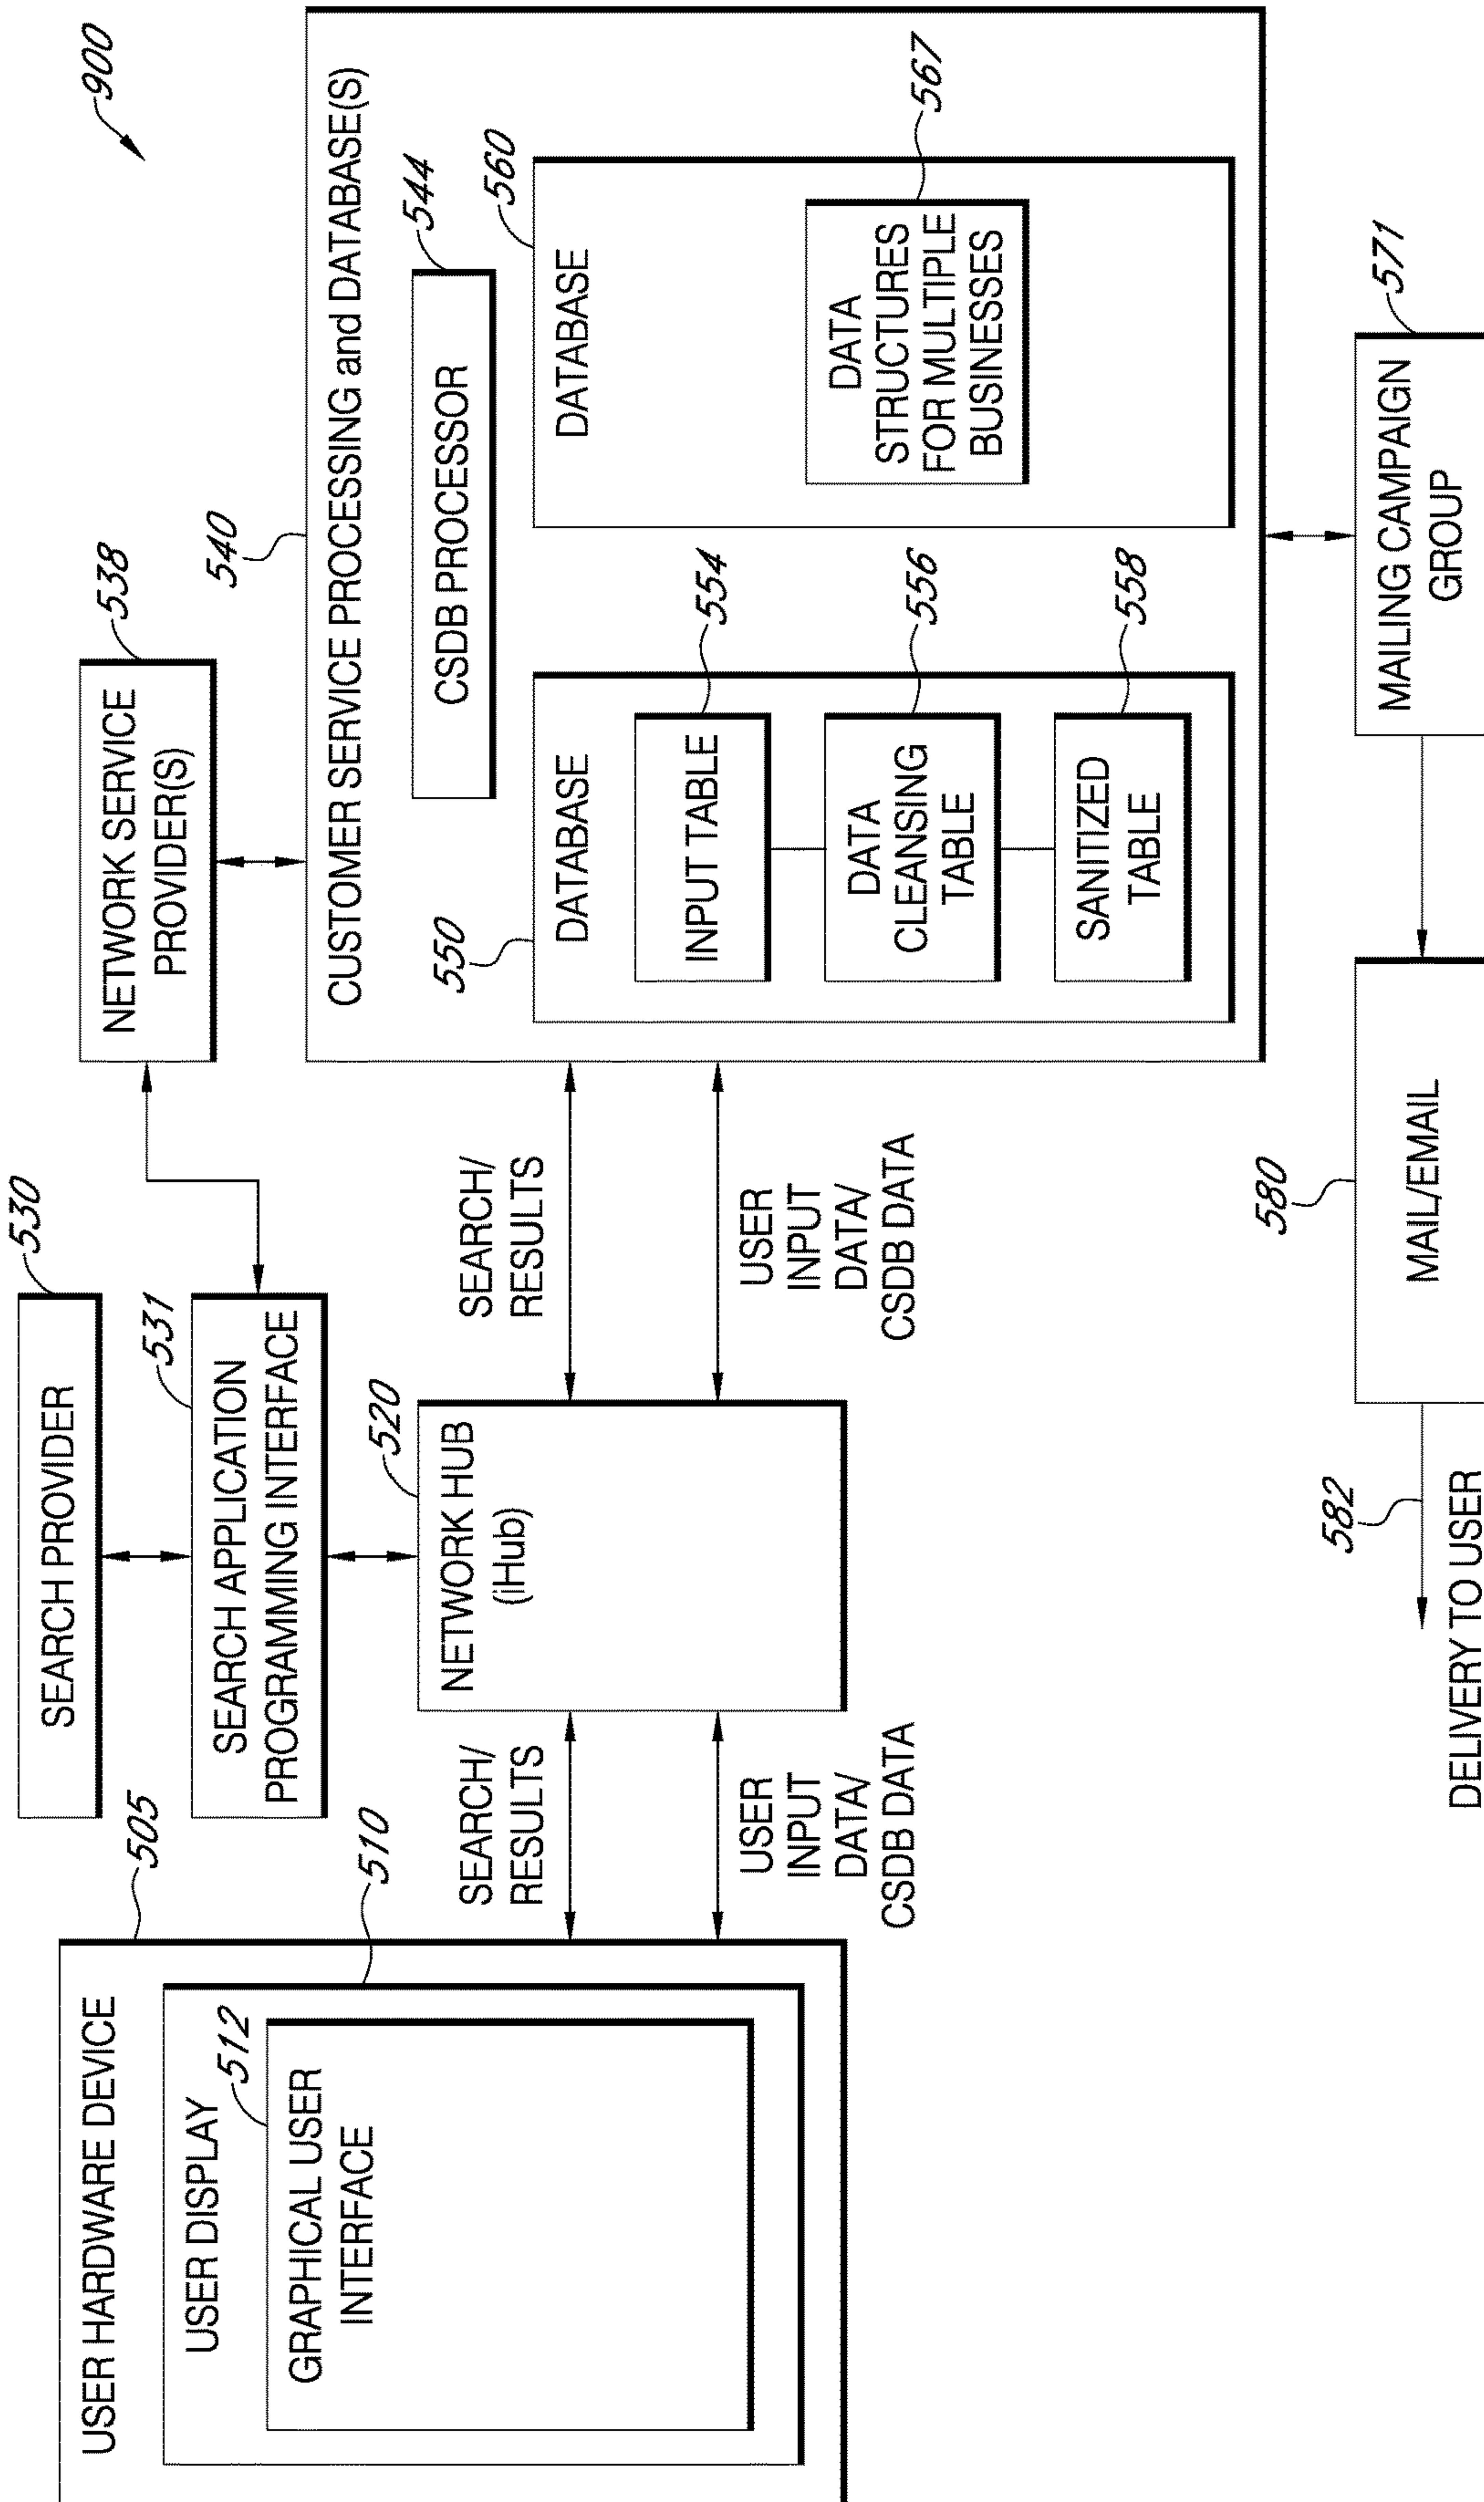 900
USER HARDWARE DEVICE
505
USER DISPLAY
510
512
GRAPHICAL USER
INTERFACE
SEARCH/
RESULTS
USER
INPUT
DATA/
CSDB DATA
530
SEARCH PROVIDER
531
SEARCH APPLICATION
PROGRAMMING INTERFACE
520
NETWORK HUB
(iHub)
SEARCH/
RESULTS
USER
INPUT
DATA/
CSDB DATA
538
NETWORK SERVICE
PROVIDER(S)
540
CUSTOMER SERVICE PROCESSING and DATABASE(S)
544
CSDB PROCESSOR
550
DATABASE
554
INPUT TABLE
556
DATA
CLEANSING
TABLE
558
SANITIZED
TABLE
560
DATABASE
567
DATA
STRUCTURES
FOR MULTIPLE
BUSINESSES
571
MAILING CAMPAIGN
GROUP
580
MAIL/EMAIL
582
DELIVERY TO USER